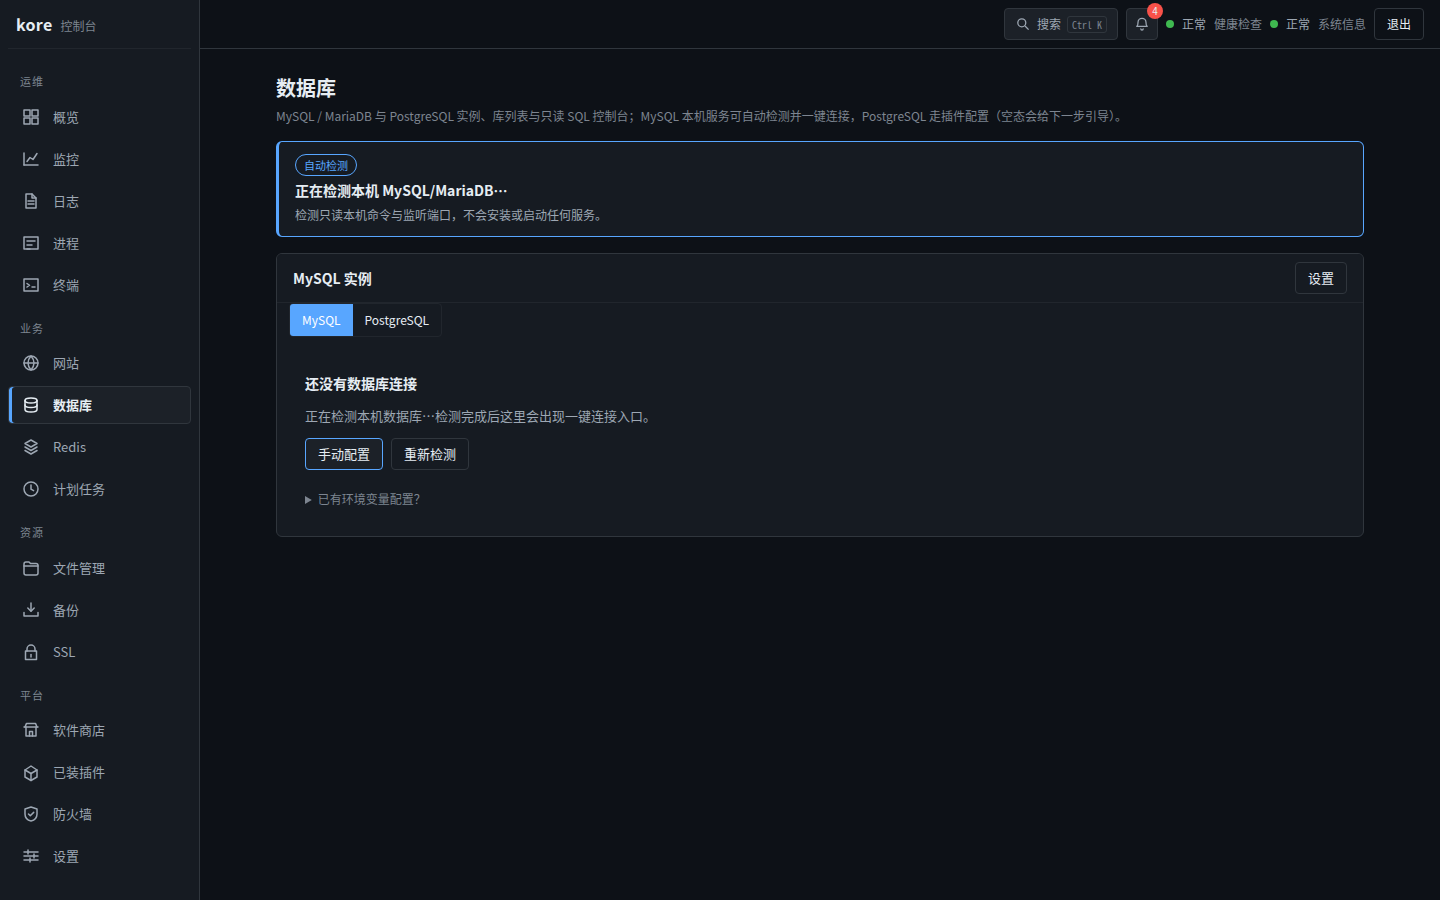 kore 控制台
搜索 Ctrl K
4
正常 健康检查
正常 系统信息
退出
运维
概览
监控
日志
进程
终端
业务
网站
数据库
Redis
计划任务
资源
文件管理
备份
SSL
平台
软件商店
已装插件
防火墙
设置
数据库
MySQL / MariaDB 与 PostgreSQL 实例、库列表与只读 SQL 控制台；MySQL 本机服务可自动检测并一键连接，PostgreSQL 走插件配置（空态会给下一步引导）。
自动检测
正在检测本机 MySQL/MariaDB…
检测只读本机命令与监听端口，不会安装或启动任何服务。
MySQL 实例
设置
MySQL PostgreSQL
还没有数据库连接
正在检测本机数据库…检测完成后这里会出现一键连接入口。
手动配置 重新检测
▶ 已有环境变量配置？